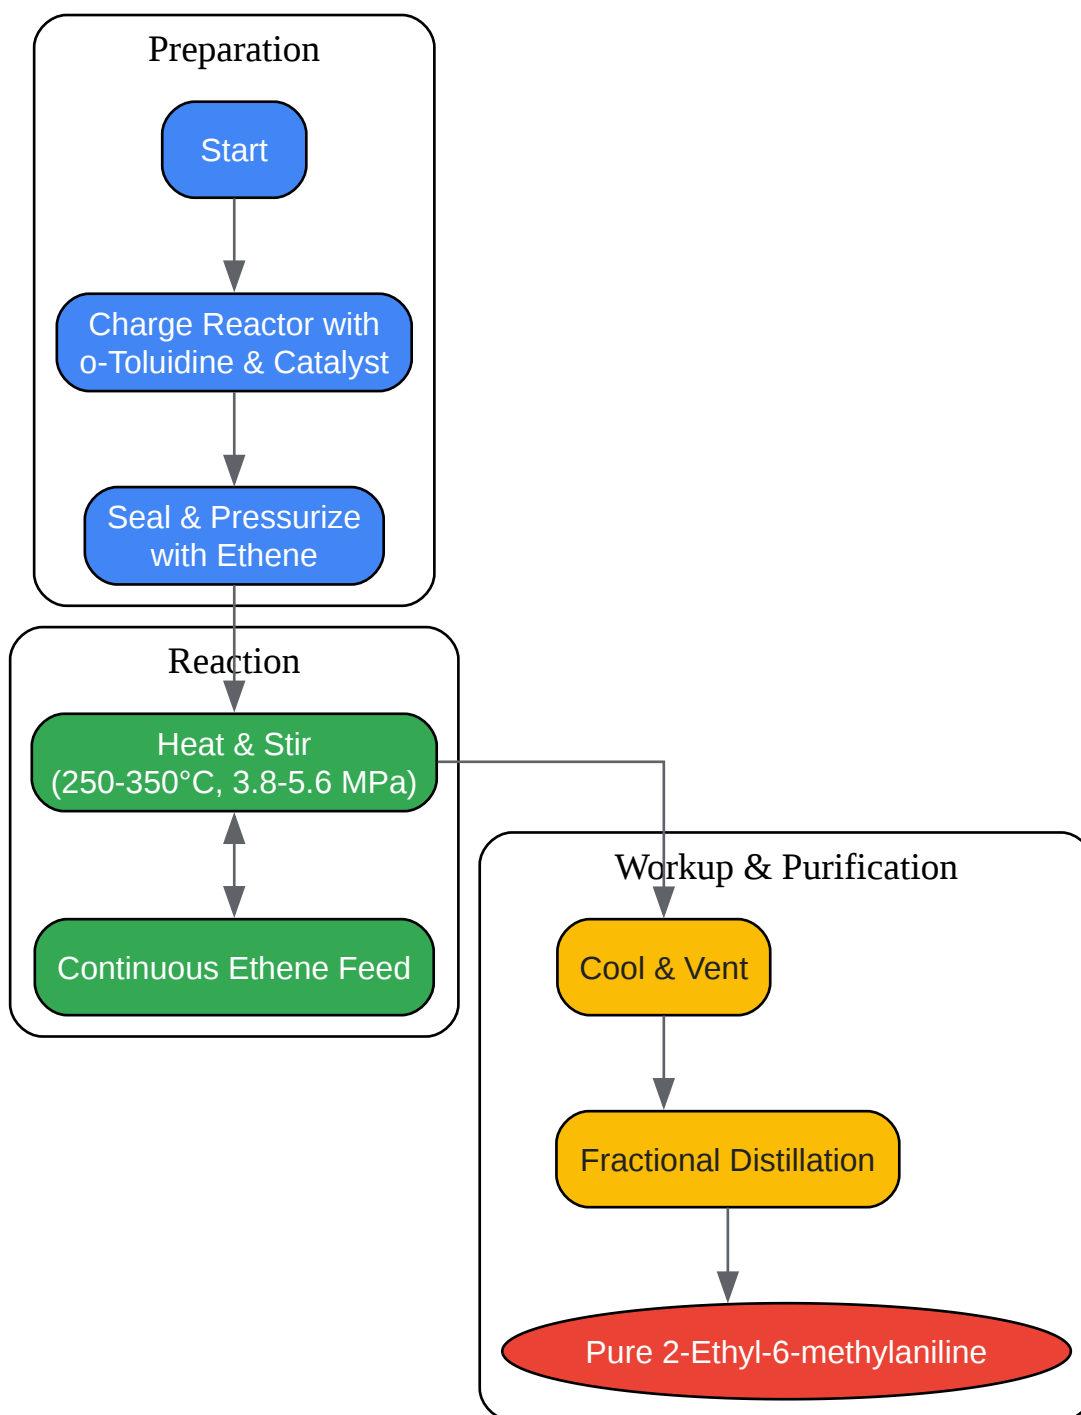 Preparation
Start
Charge Reactor with
o-Toluidine & Catalyst
Seal & Pressurize
with Ethene
Reaction
Heat & Stir
(250-350°C, 3.8-5.6 MPa)
Continuous Ethene Feed
Workup & Purification
Cool & Vent
Fractional Distillation
Pure 2-Ethyl-6-methylaniline